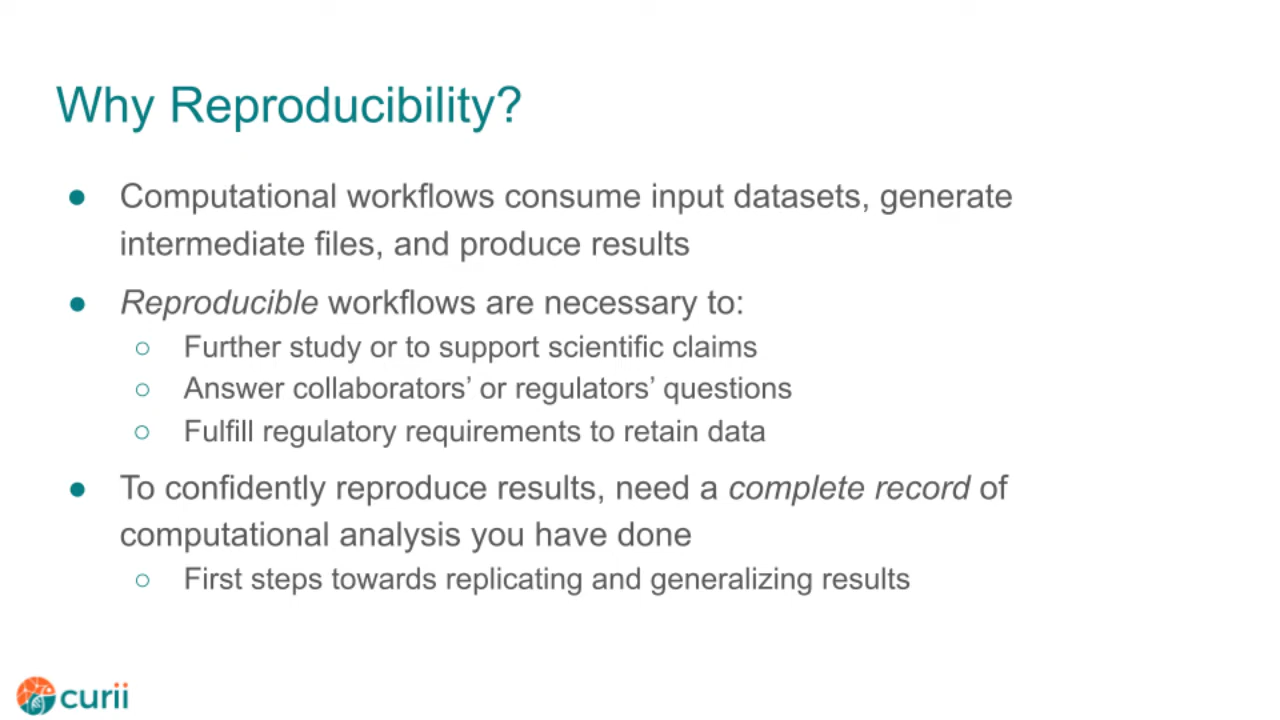 Why Reproducibility?
● Computational workflows consume input datasets, generate
intermediate files, and produce results
● Reproducible workflows are necessary to:
○ Further study or to support scientific claims
○ Answer collaborators’ or regulators’ questions
○ Fulfill regulatory requirements to retain data
● To confidently reproduce results, need a complete record of
computational analysis you have done
○ First steps towards replicating and generalizing results
curii